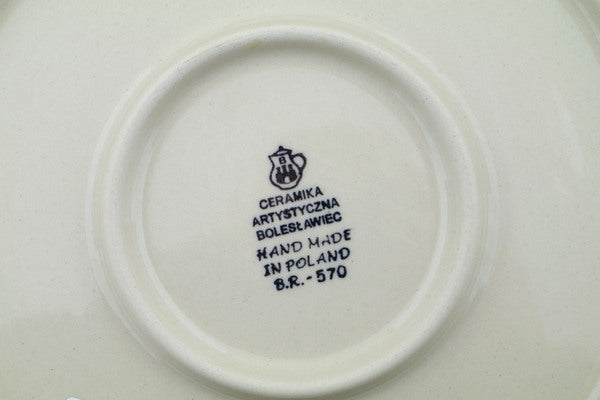 B
CERAMIKA
ARTYSTYCZNA
BOLESŁAWIEC
HAND MADE
IN POLAND
B.R.-570